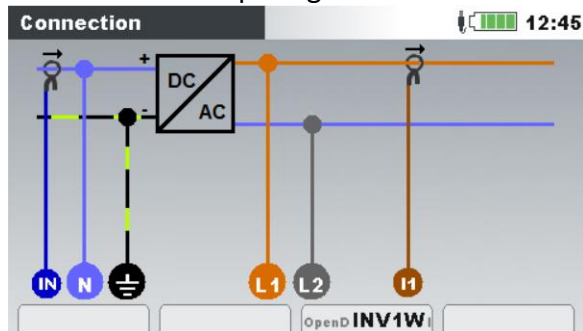 Connection 12:45
+
DC
-
AC
IN N L1 L2 I1
OpenD INV1W